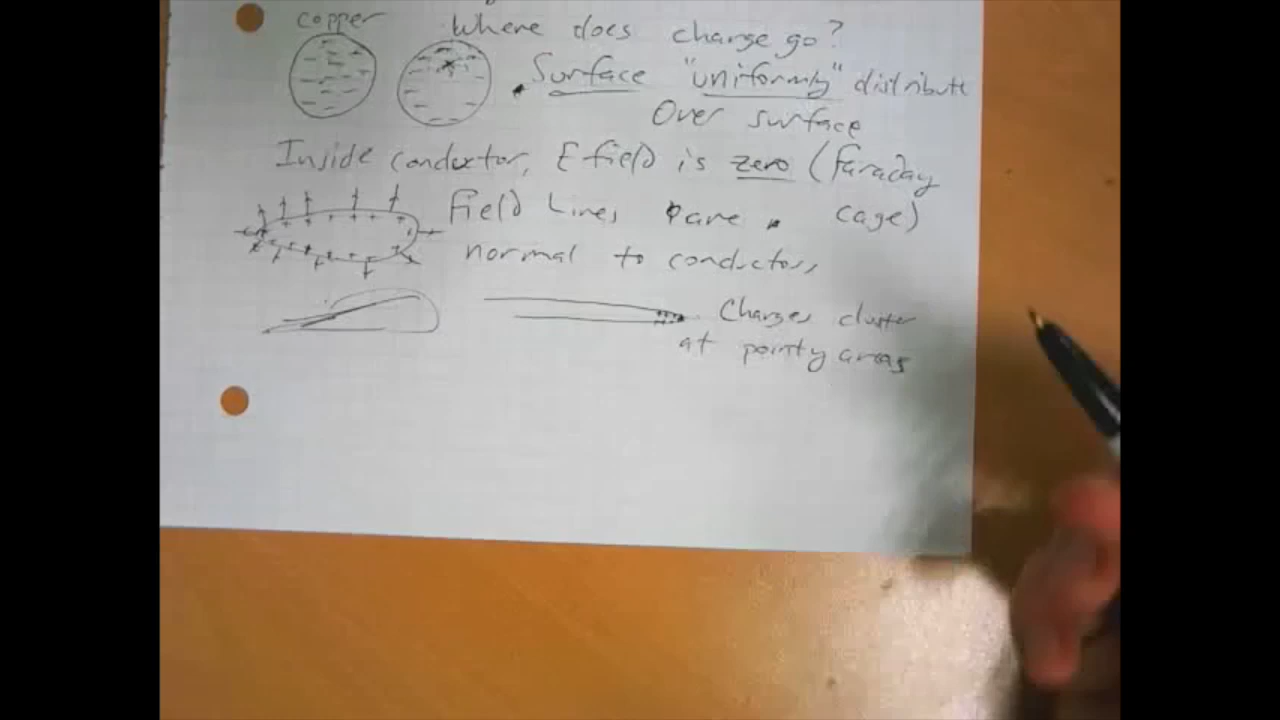 copper
Where does charge go?
Surface "uniformly" distribute
Over surface
Inside conductor, E field is zero (faraday
field Lines are cage)
normal to conductors
Charges cluster
at pointy areas